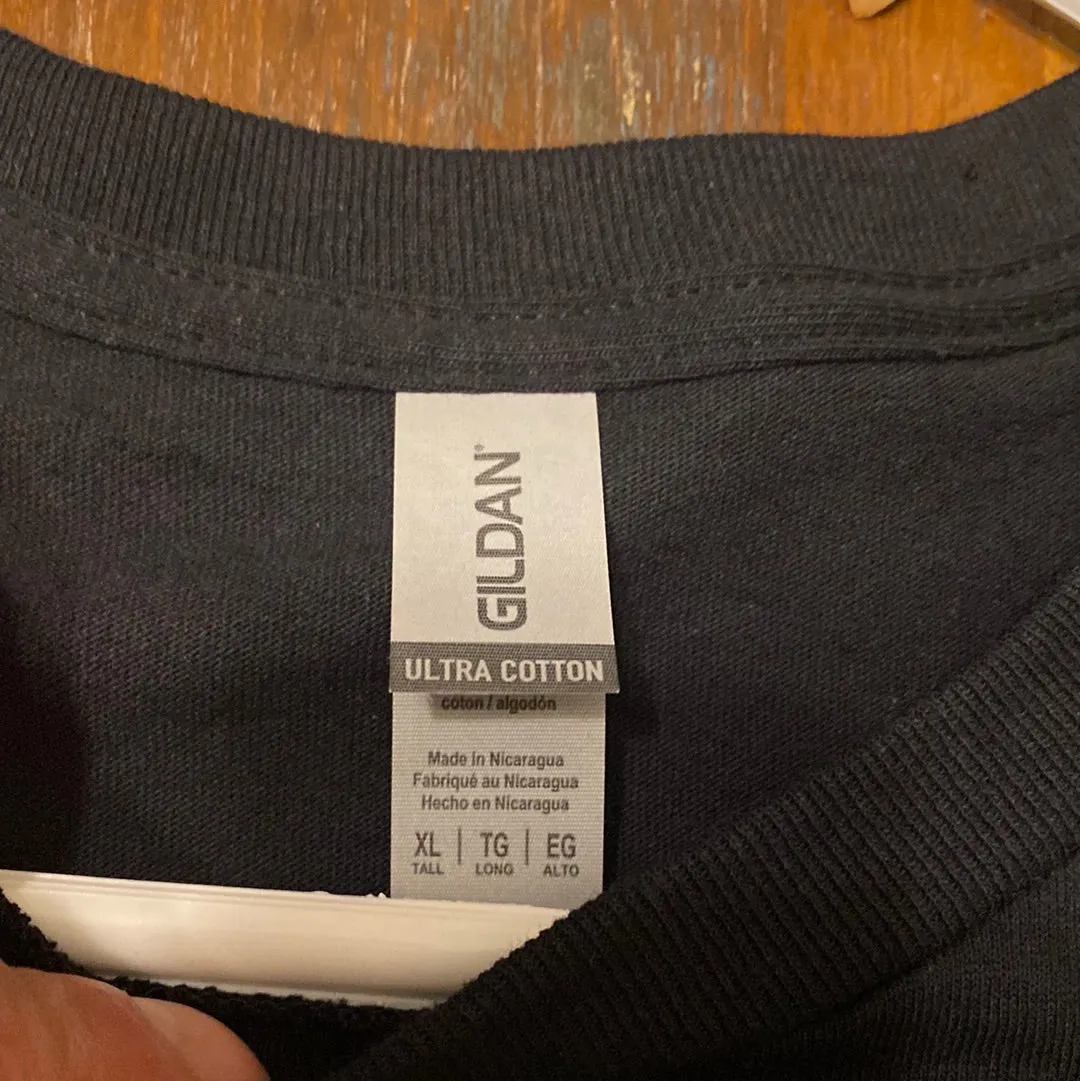 GILDAN®
ULTRA COTTON
coton / algodón
Made in Nicaragua
Fabriqué au Nicaragua
Hecho en Nicaragua
XL | TG | EG
TALL LONG ALTO